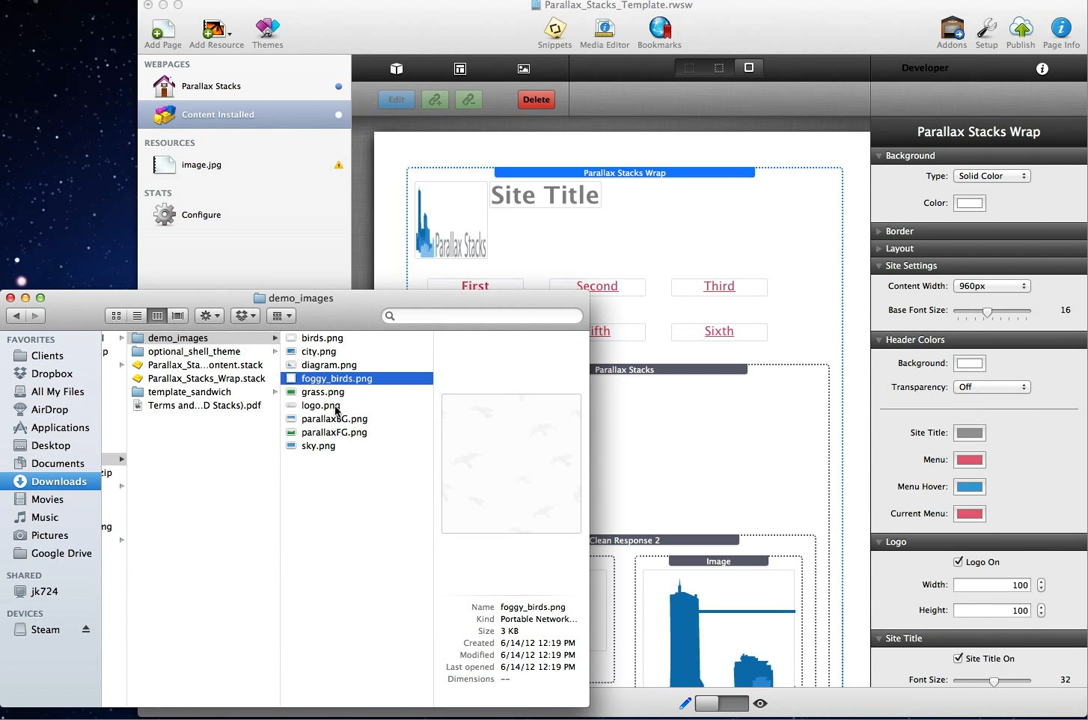 Parallax_Stacks_Template.rwsw
Add Page
Add Resource
Themes
Snippets
Media Editor
Bookmarks
Addons
Setup
Publish
Page Info
WEBPAGES
Parallax Stacks
Content Installed
RESOURCES
image.jpg
STATS
Configure
Developer
Edit
Delete
Parallax Stacks Wrap
Site Title
Parallax Stacks
First
Second
Third
ifth
Sixth
Parallax Stacks
Clean Response 2
Image
Parallax Stacks Wrap
Background
Type: Solid Color
Color:
Border
Layout
Site Settings
Content Width: 960px
Base Font Size: 16
Header Colors
Background:
Transparency: Off
Site Title:
Menu:
Menu Hover:
Current Menu:
Logo
Logo On
Width: 100
Height: 100
Site Title
Site Title On
Font Size: 32
demo_images
FAVORITES
Clients
Dropbox
All My Files
AirDrop
Applications
Desktop
Documents
Downloads
Movies
Music
Pictures
Google Drive
SHARED
jk724
DEVICES
Steam
l
p
zip
ng
demo_images
optional_shell_theme
Parallax_Sta...ontent.stack
Parallax_Stacks_Wrap.stack
template_sandwich
Terms and...D Stacks).pdf
birds.png
city.png
diagram.png
foggy_birds.png
grass.png
logo.png
parallaxBG.png
parallaxFG.png
sky.png
Name foggy_birds.png
Kind Portable Network...
Size 3 KB
Created 6/14/12 12:19 PM
Modified 6/14/12 12:19 PM
Last opened 6/14/12 12:19 PM
Dimensions --